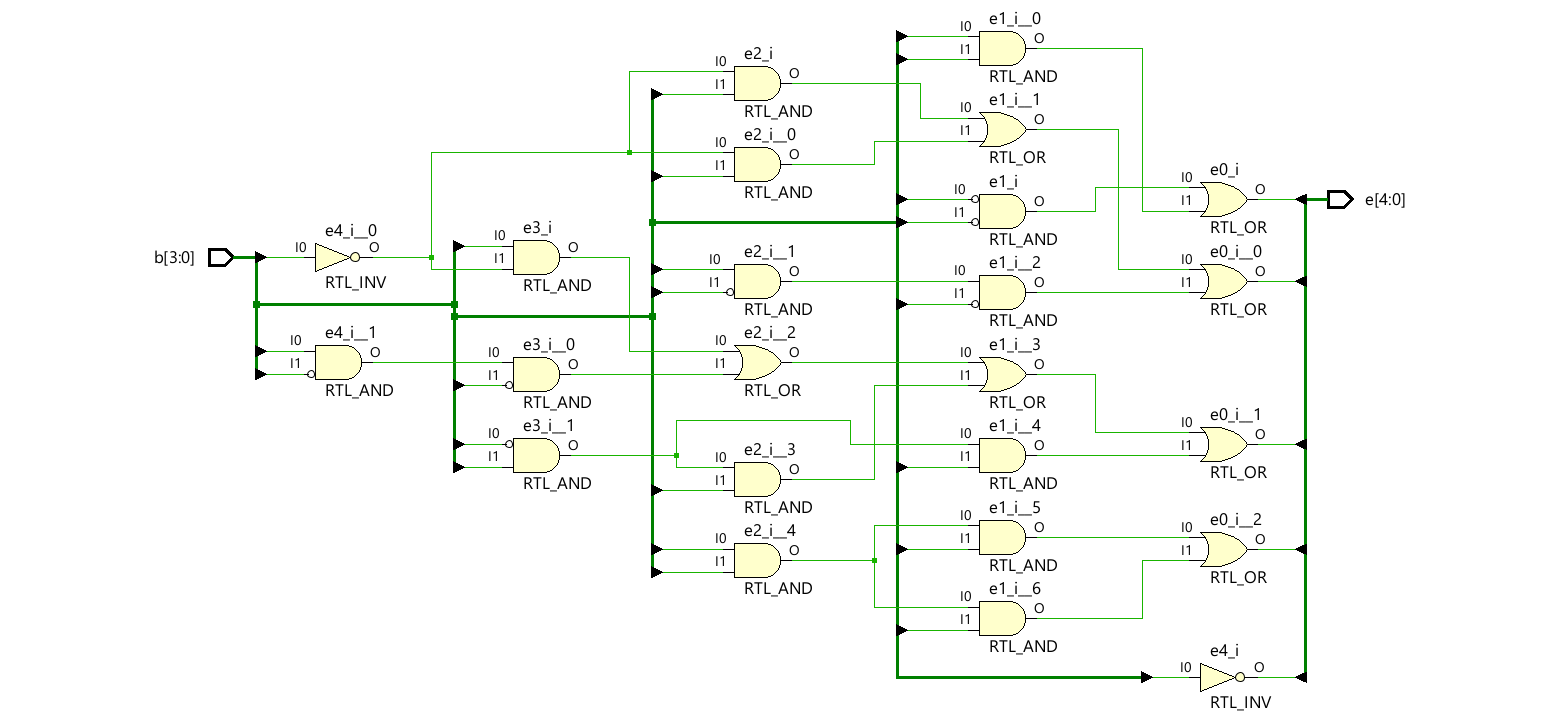 b[3:0]
e4_i__0
I0
O
RTL_INV
e4_i__1
I0
I1
O
RTL_AND
e3_i
I0
I1
O
RTL_AND
e3_i__0
I0
I1
O
RTL_AND
e3_i__1
I0
I1
O
RTL_AND
e2_i
I0
I1
O
RTL_AND
e2_i__0
I0
I1
O
RTL_AND
e2_i__1
I0
I1
O
RTL_AND
e2_i__2
I0
I1
O
RTL_OR
e2_i__3
I0
I1
O
RTL_AND
e2_i__4
I0
I1
O
RTL_AND
e1_i__0
I0
I1
O
RTL_AND
e1_i__1
I0
I1
O
RTL_OR
e1_i
I0
I1
O
RTL_AND
e1_i__2
I0
I1
O
RTL_AND
e1_i__3
I0
I1
O
RTL_OR
e1_i__4
I0
I1
O
RTL_AND
e1_i__5
I0
I1
O
RTL_AND
e1_i__6
I0
I1
O
RTL_AND
e0_i
I0
I1
O
RTL_OR
e0_i__0
I0
I1
O
RTL_OR
e0_i__1
I0
I1
O
RTL_OR
e0_i__2
I0
I1
O
RTL_OR
e4_i
I0
O
RTL_INV
e[4:0]